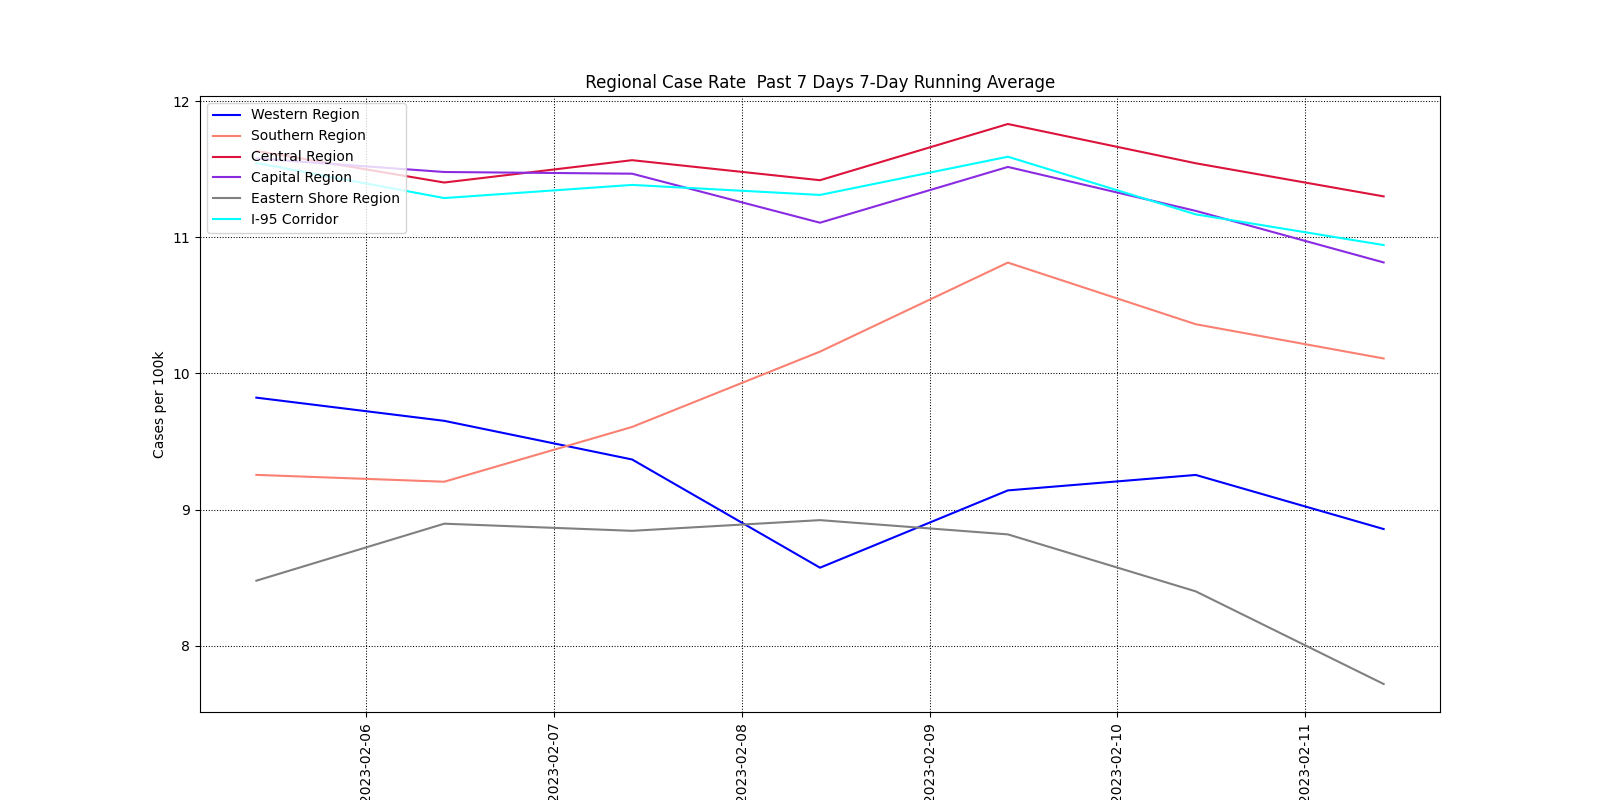 Regional Case Rate  Past 7 Days 7-Day Running Average
Western Region
Southern Region
Central Region
Capital Region
Eastern Shore Region
I-95 Corridor
Cases per 100k
12
11
10
9
8
2023-02-06
2023-02-07
2023-02-08
2023-02-09
2023-02-10
2023-02-11